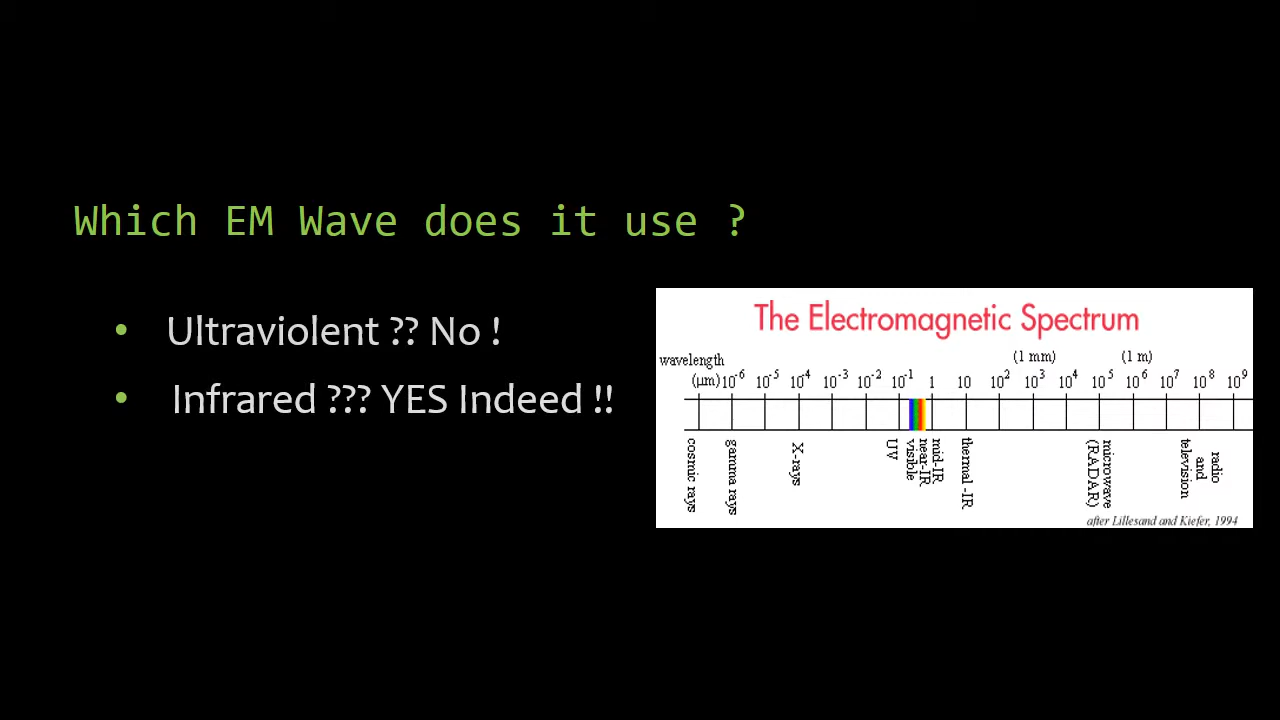 Which EM Wave does it use ?
• Ultraviolent ?? No !
• Infrared ??? YES Indeed !!
The Electromagnetic Spectrum
wavelength (1 mm) (1 m)
(μm) 10-6 10-5 10-4 10-3 10-2 10-1 1 10 102 103 104 105 106 107 108 109
cosmic rays
gamma rays
X-rays
UV
visible
near-IR
mid-IR
thermal -IR
microwave
(RADAR)
radio
and
television
after Lillesand and Kiefer, 1994